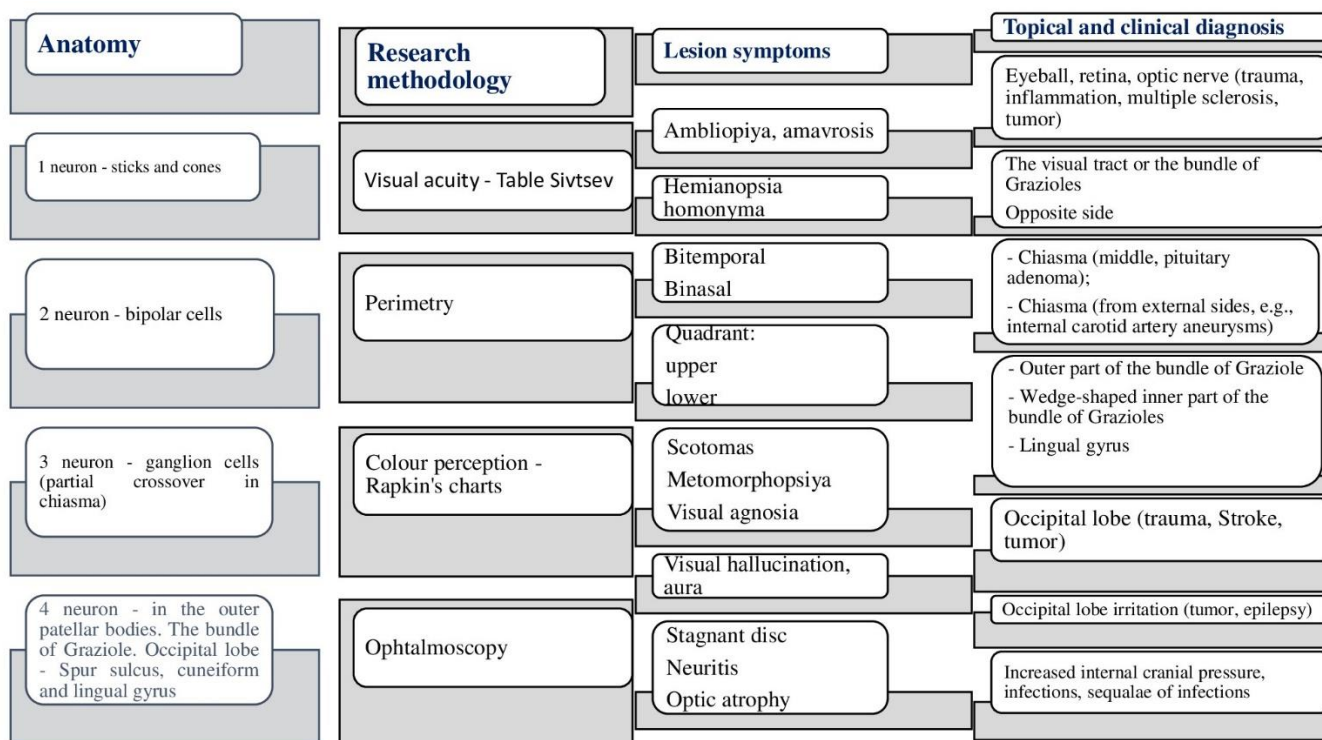 Anatomy
1 neuron - sticks and cones
2 neuron - bipolar cells
3 neuron - ganglion cells
(partial crossover in
chiasma)
4 neuron - in the outer
patellar bodies. The bundle
of Graziole. Occipital lobe
- Spur sulcus, cuneiform
and lingual gyrus
Research
methodology
Visual acuity - Table Sivtsev
Perimetry
Colour perception -
Rapkin's charts
Ophtalmoscopy
Lesion symptoms
Ambliopiya, amavrosis
Hemianopsia
homonyma
Bitemporal
Binasal
Quadrant:
upper
lower
Scotomas
Metomorphopsiya
Visual agnosia
Visual hallucination,
aura
Stagnant disc
Neuritis
Optic atrophy
Topical and clinical diagnosis
Eyeball, retina, optic nerve (trauma,
inflammation, multiple sclerosis,
tumor)
The visual tract or the bundle of
Grazioles
Opposite side
- Chiasma (middle, pituitary
adenoma);
- Chiasma (from external sides, e.g.,
internal carotid artery aneurysms)
- Outer part of the bundle of Graziole
- Wedge-shaped inner part of the
bundle of Grazioles
- Lingual gyrus
Occipital lobe (trauma, Stroke,
tumor)
Occipital lobe irritation (tumor, epilepsy)
Increased internal cranial pressure,
infections, sequalae of infections